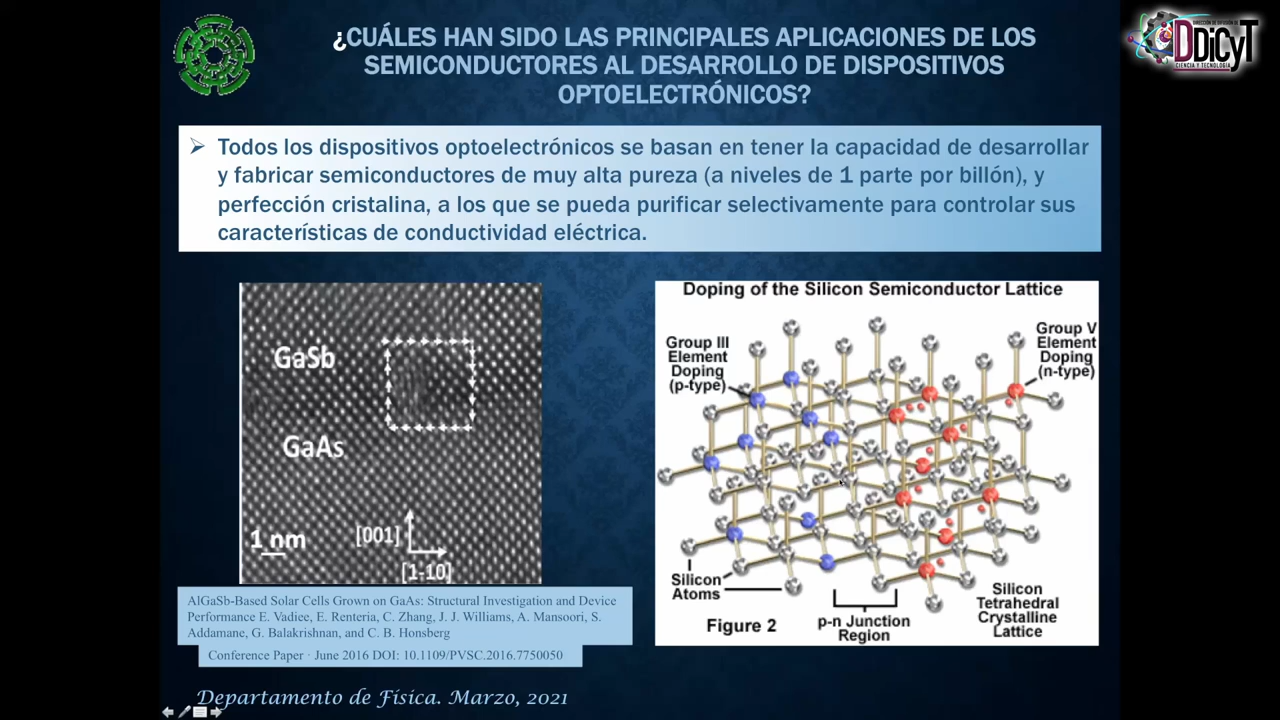 ¿CUÁLES HAN SIDO LAS PRINCIPALES APLICACIONES DE LOS
SEMICONDUCTORES AL DESARROLLO DE DISPOSITIVOS
OPTOELECTRÓNICOS?
DDiCyT
CIENCIA Y TECNOLOGÍA
Todos los dispositivos optoelectrónicos se basan en tener la capacidad de desarrollar
y fabricar semiconductores de muy alta pureza (a niveles de 1 parte por billón), y
perfección cristalina, a los que se pueda purificar selectivamente para controlar sus
características de conductividad eléctrica.
GaSb
GaAs
1 nm
[001]
[1-10]
Doping of the Silicon Semiconductor Lattice
Group III
Element
Doping
(p-type)
Group V
Element
Doping
(n-type)
Silicon
Atoms
Figure 2
p-n Junction
Region
Silicon
Tetrahedral
Crystalline
Lattice
AlGaSb-Based Solar Cells Grown on GaAs: Structural Investigation and Device
Performance E. Vadiee, E. Renteria, C. Zhang, J. J. Williams, A. Mansoori, S.
Addamane, G. Balakrishnan, and C. B. Honsberg
Conference Paper · June 2016 DOI: 10.1109/PVSC.2016.7750050
Departamento de Física. Marzo, 2021